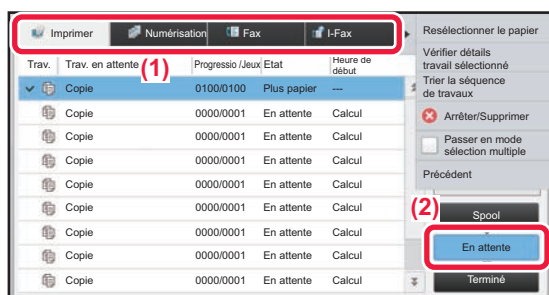 Imprimer Numérisation Fax I-Fax
Trav. Trav. en attente (1) Progressio /Jeux Etat Heure de début
Copie 0100/0100 Plus papier ---
Copie 0000/0001 En attente Calcul
Copie 0000/0001 En attente Calcul
Copie 0000/0001 En attente Calcul
Copie 0000/0001 En attente Calcul
Copie 0000/0001 En attente Calcul
Copie 0000/0001 En attente Calcul
Copie 0000/0001 En attente Calcul
Copie 0000/0001 En attente Calcul
Resélectionner le papier
Vérifier détails
travail sélectionné
Trier la séquence
de travaux
Arrêter/Supprimer
Passer en mode
sélection multiple
Précédent
(2)
Spool
En attente
Terminé